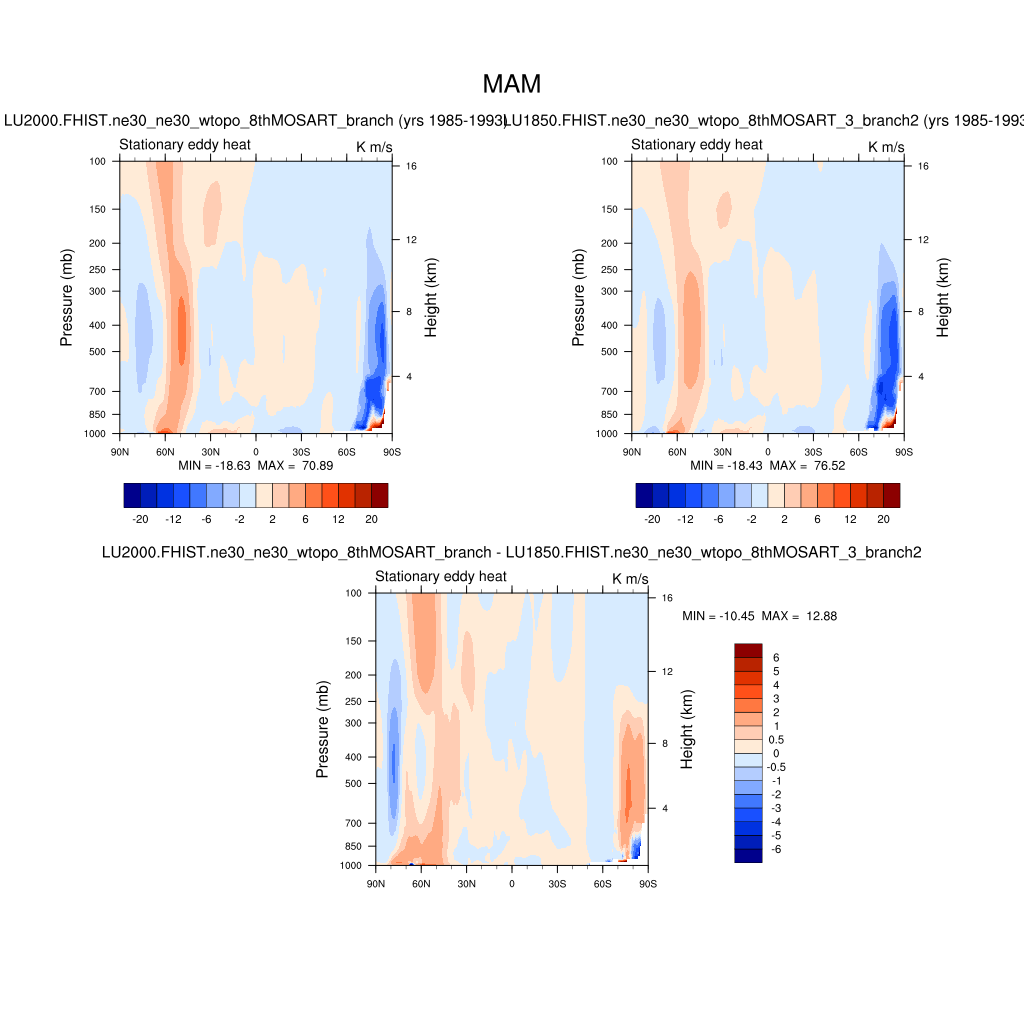 MAM
LU2000.FHIST.ne30_ne30_wtopo_8thMOSART_branch (yrs 1985-1993)
LU1850.FHIST.ne30_ne30_wtopo_8thMOSART_3_branch2 (yrs 1985-1993
Stationary eddy heat K m/s
Stationary eddy heat K m/s
Pressure (mb)
100
150
200
250
300
400
500
700
850
1000
16
12
8
4
Height (km)
90N 60N 30N 0 30S 60S 90S
MIN = -18.63 MAX = 70.89
-20 -12 -6 -2 2 6 12 20
Pressure (mb)
100
150
200
250
300
400
500
700
850
1000
16
12
8
4
Height (km)
90N 60N 30N 0 30S 60S 90S
MIN = -18.43 MAX = 76.52
-20 -12 -6 -2 2 6 12 20
LU2000.FHIST.ne30_ne30_wtopo_8thMOSART_branch - LU1850.FHIST.ne30_ne30_wtopo_8thMOSART_3_branch2
Stationary eddy heat K m/s
Pressure (mb)
100
150
200
250
300
400
500
700
850
1000
16
12
8
4
Height (km)
90N 60N 30N 0 30S 60S 90S
MIN = -10.45 MAX = 12.88
6
5
4
3
2
1
0.5
0
-0.5
-1
-2
-3
-4
-5
-6